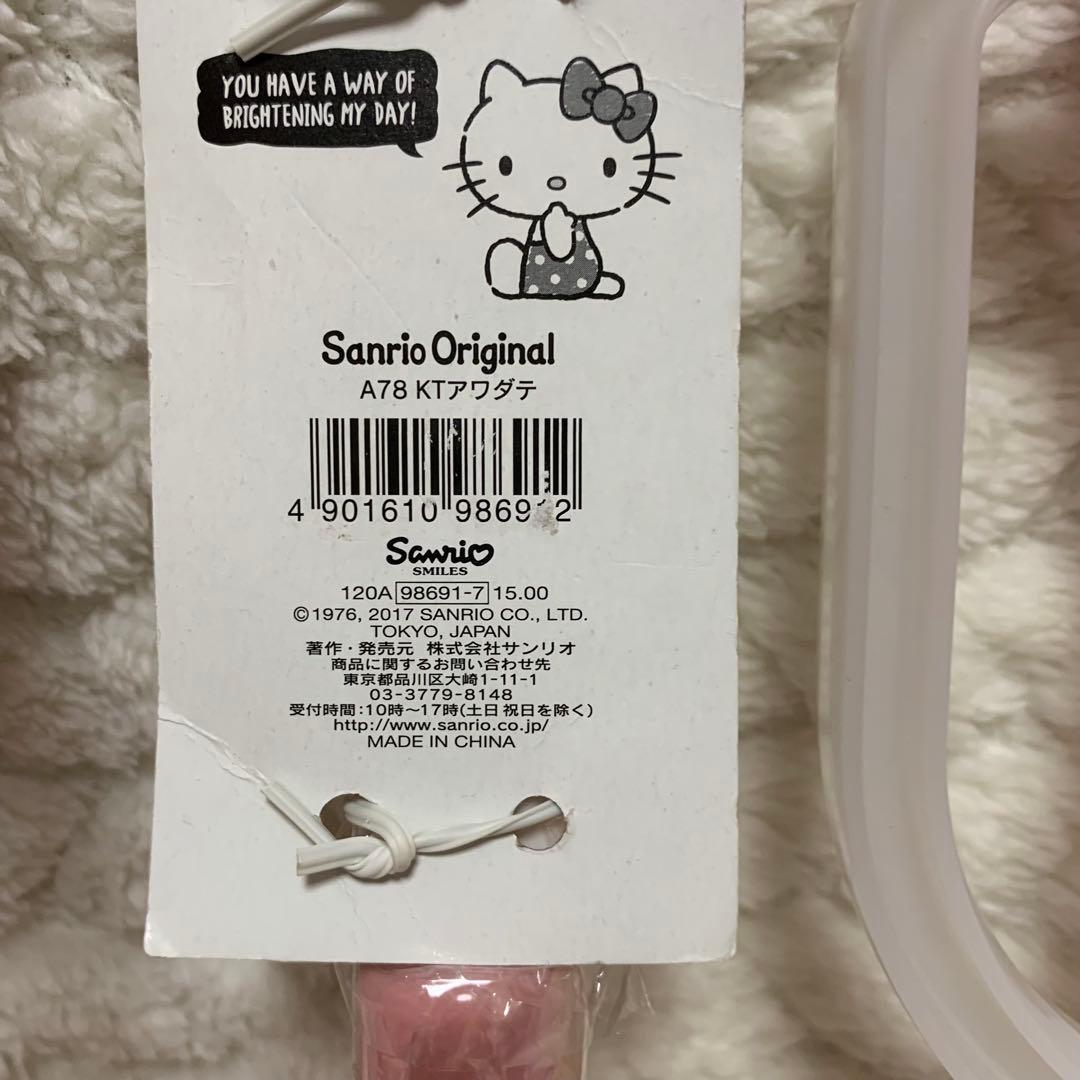 YOU HAVE A WAY OF
BRIGHTENING MY DAY!
Sanrio Original
A78 KTアワダテ
4 901610 986912
Sanrio
SMILES
120A 98691-7 15.00
©1976, 2017 SANRIO CO., LTD.
TOKYO, JAPAN
著作・発売元 株式会社サンリオ
商品に関するお問い合わせ先
東京都品川区大崎1-11-1
03-3779-8148
受付時間:10時〜17時(土日 祝日を除く)
http://www.sanrio.co.jp/
MADE IN CHINA